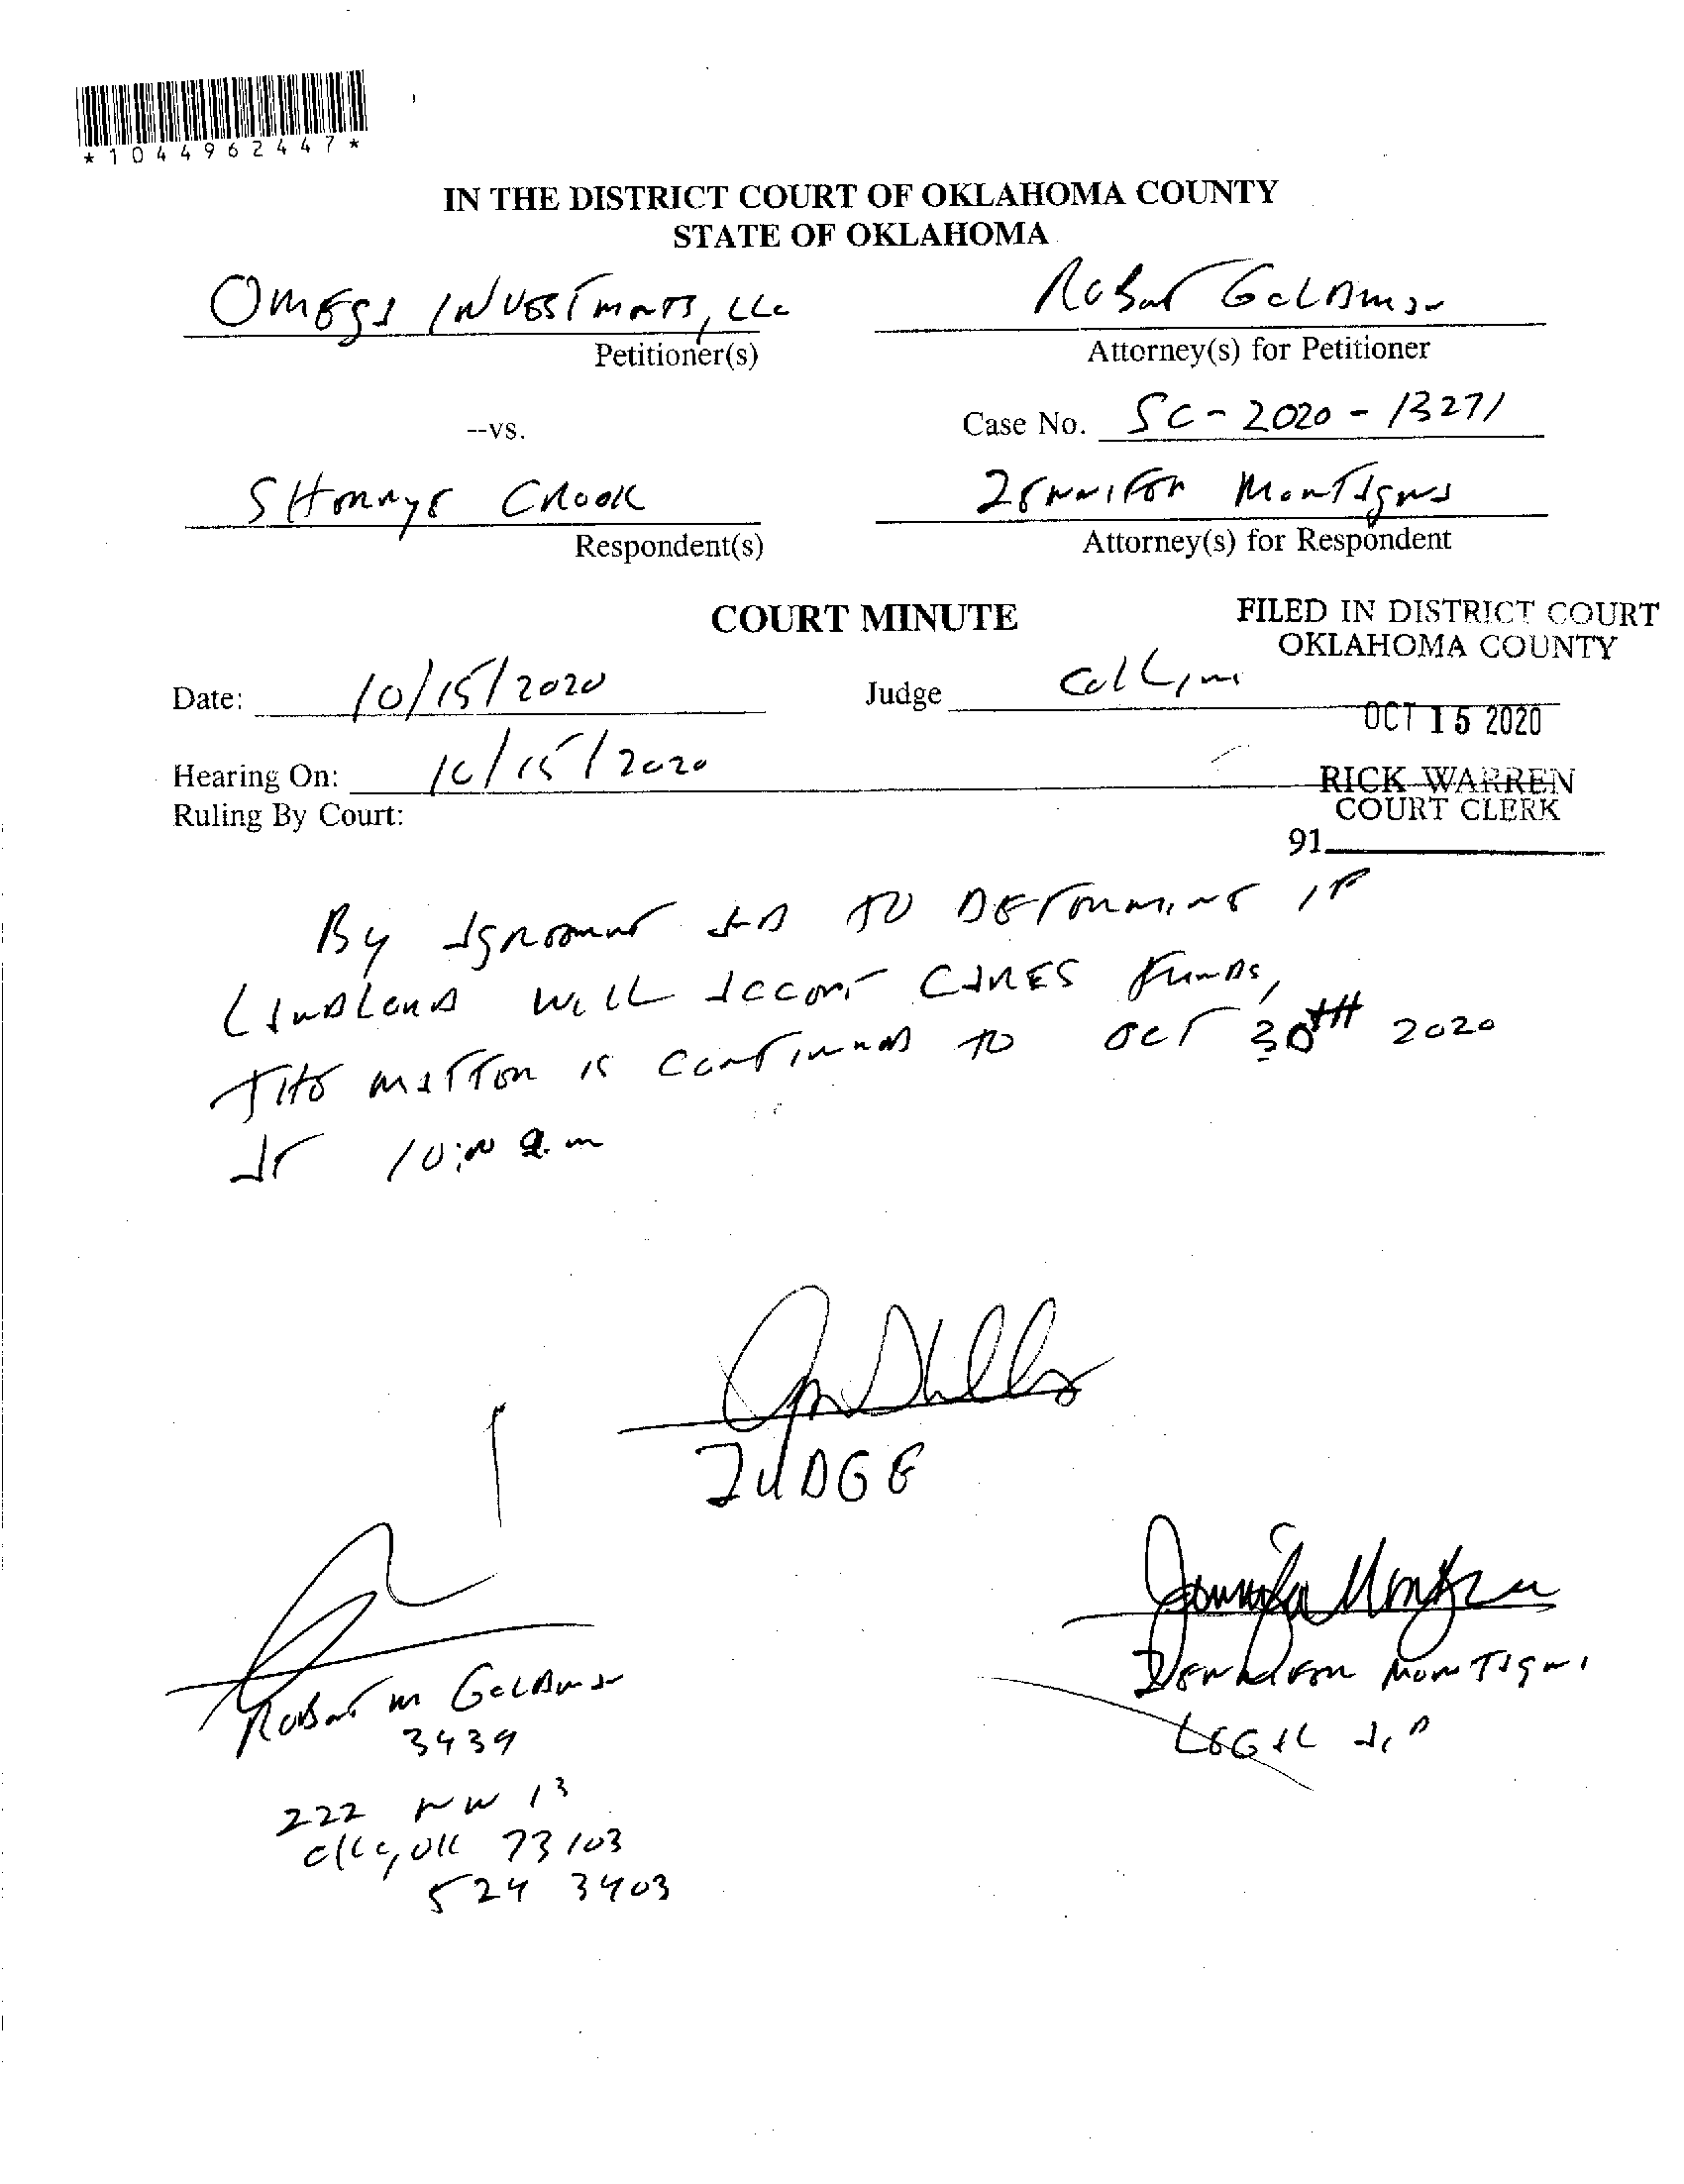 *1044962447*
IN THE DISTRICT COURT OF OKLAHOMA COUNTY
STATE OF OKLAHOMA
Omega Investments, LLC
Robert Goldman
Petitioner(s)
Attorney(s) for Petitioner
--vs.
Case No. SC-2020-13271
Crook
Jennifer Montagna
Respondent(s)
Attorney(s) for Respondent
COURT MINUTE
FILED IN DISTRICT COURT
OKLAHOMA COUNTY
Date: 10/15/2020
Judge Collins
OCT 15 2020
Hearing On: 10/15/2020
RICK WARREN
Ruling By Court:
COURT CLERK
91
By agreement and to determine if
landlord will accept CARES funds,
the matter is continued to Oct 30TH 2020
at 10:00 a.m
JUDGE
Robert M Goldman
3439
222 NW 13
OKC, OK 73103
524 3403
Jennifer Montagna
Legal Aid